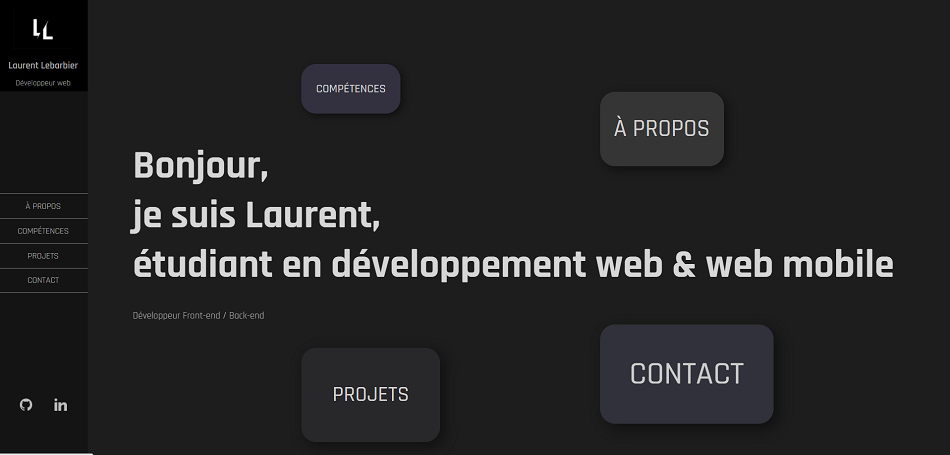 LL
Laurent Lebarbier
Développeur web
À PROPOS
COMPÉTENCES
PROJETS
CONTACT
in
COMPÉTENCES
À PROPOS
Bonjour,
je suis Laurent,
étudiant en développement web & web mobile
Développeur Front-end / Back-end
PROJETS
CONTACT